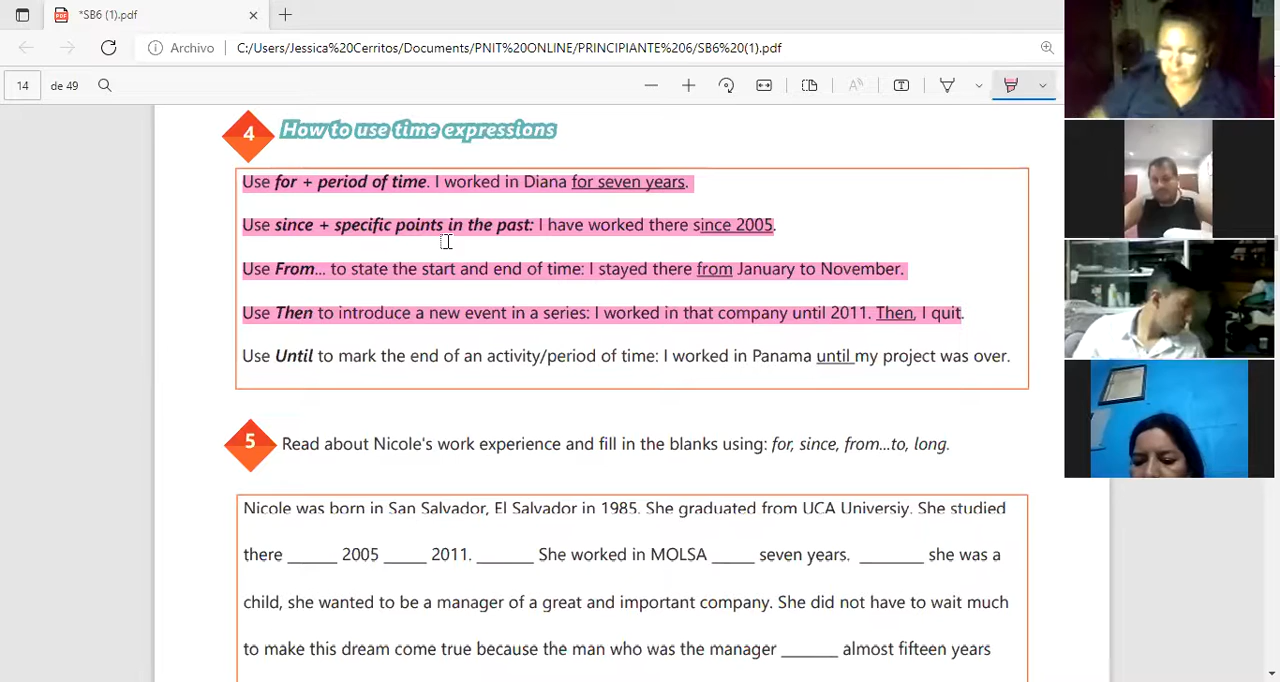 *SB6 (1).pdf
Archivo C:/Users/Jessica%20Cerritos/Documents/PNIT%20ONLINE/PRINCIPIANTE%206/SB6%20(1).pdf
14 de 49
4 How to use time expressions
Use for + period of time. I worked in Diana for seven years.
Use since + specific points in the past: I have worked there since 2005.
Use From... to state the start and end of time: I stayed there from January to November.
Use Then to introduce a new event in a series: I worked in that company until 2011. Then, I quit.
Use Until to mark the end of an activity/period of time: I worked in Panama until my project was over.
5 Read about Nicole's work experience and fill in the blanks using: for, since, from...to, long.
Nicole was born in San Salvador, El Salvador in 1985. She graduated from UCA Universiy. She studied
there ______ 2005 _____ 2011. _______ She worked in MOLSA _____ seven years. ________ she was a
child, she wanted to be a manager of a great and important company. She did not have to wait much
to make this dream come true because the man who was the manager _______ almost fifteen years